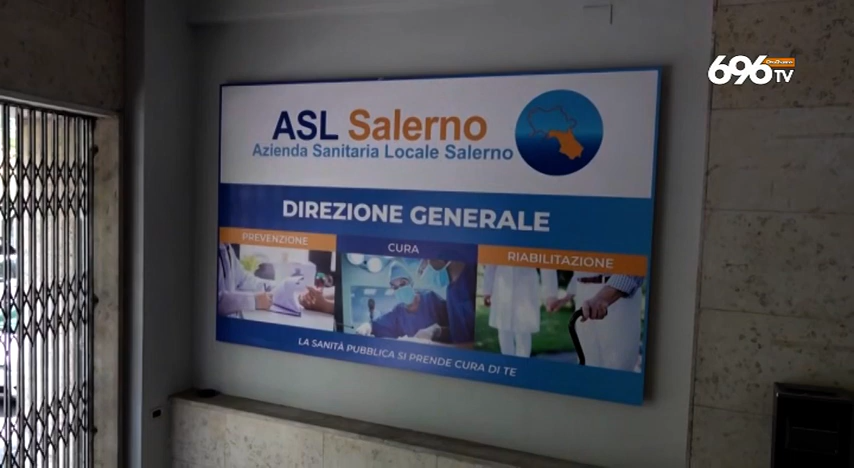 696 TV
ASL Salerno
Azienda Sanitaria Locale Salerno
DIREZIONE GENERALE
PREVENZIONE
CURA
RIABILITAZIONE
LA SANITÀ PUBBLICA SI PRENDE CURA DI TE